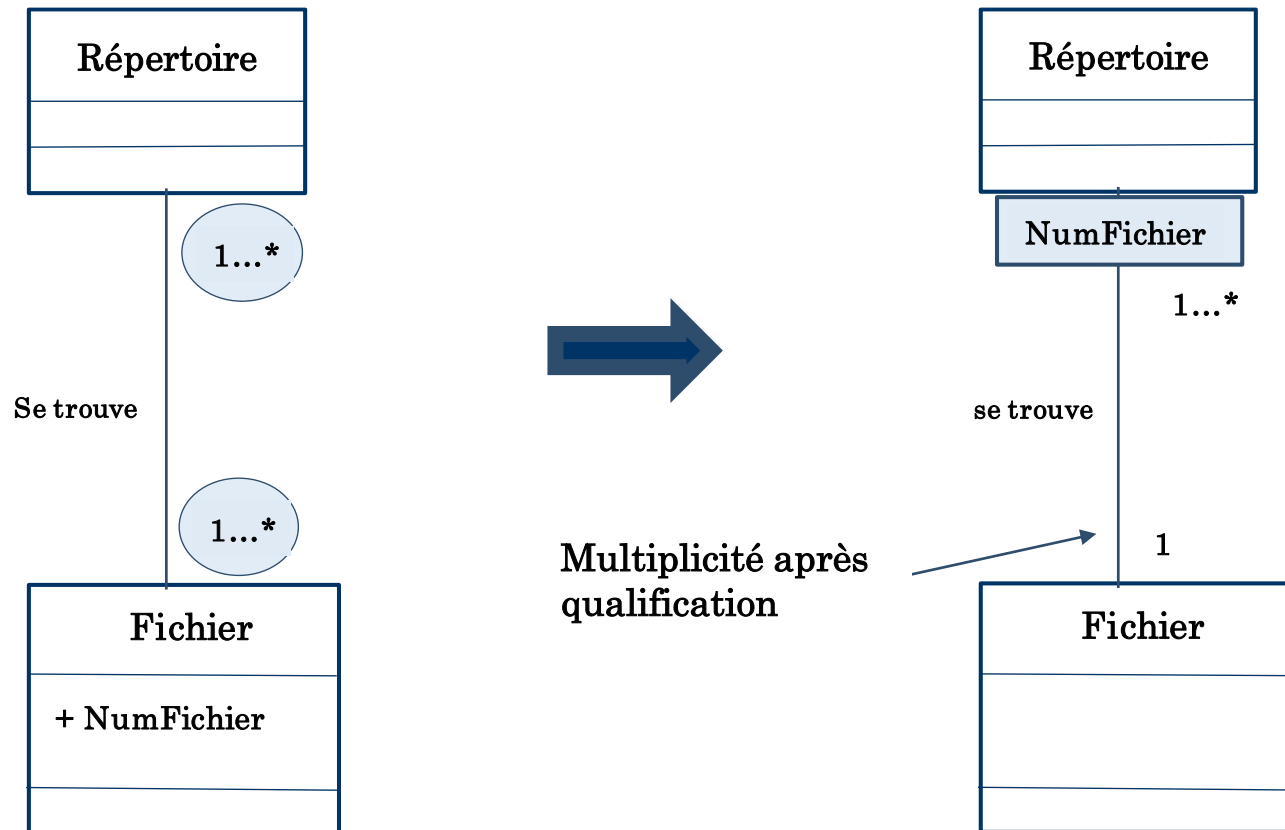 Répertoire
1...*
Se trouve
1...*
Fichier
+ NumFichier
Répertoire
NumFichier
1...*
se trouve
Multiplicité après
qualification
1
Fichier